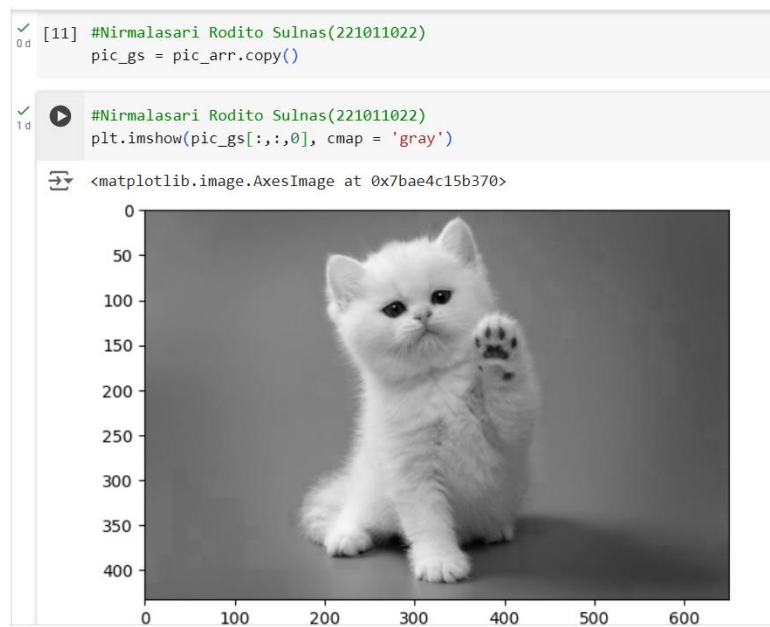 [11] #Nirmalasari Rodito Sulnas(221011022)
0 d
pic_gs = pic_arr.copy()
#Nirmalasari Rodito Sulnas(221011022)
1 d
plt.imshow(pic_gs[:,:,0], cmap = 'gray')
<matplotlib.image.AxesImage at 0x7bae4c15b370>
0
50
100
150
200
250
300
350
400
0 100 200 300 400 500 600